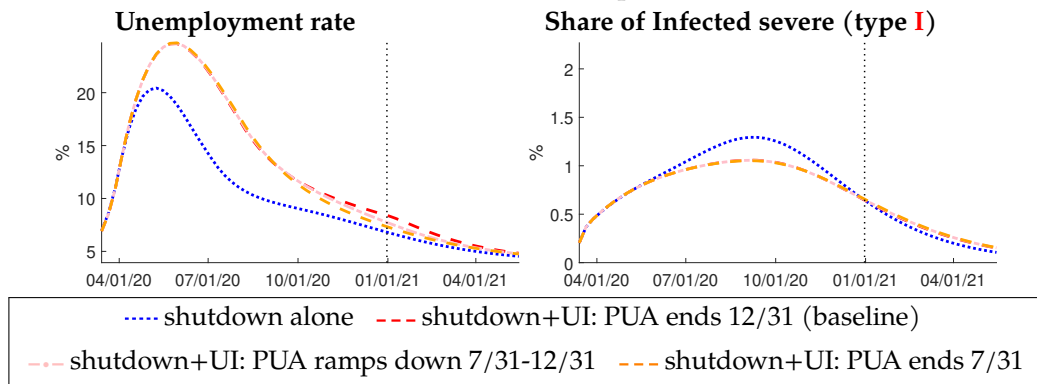 Unemployment rate
Share of Infected severe (type I)
%
20
15
10
5
04/01/20 07/01/20 10/01/20 01/01/21 04/01/21
%
2
1.5
1
0.5
0
04/01/20 07/01/20 10/01/20 01/01/21 04/01/21
shutdown alone shutdown+UI: PUA ends 12/31 (baseline)
shutdown+UI: PUA ramps down 7/31-12/31 shutdown+UI: PUA ends 7/31